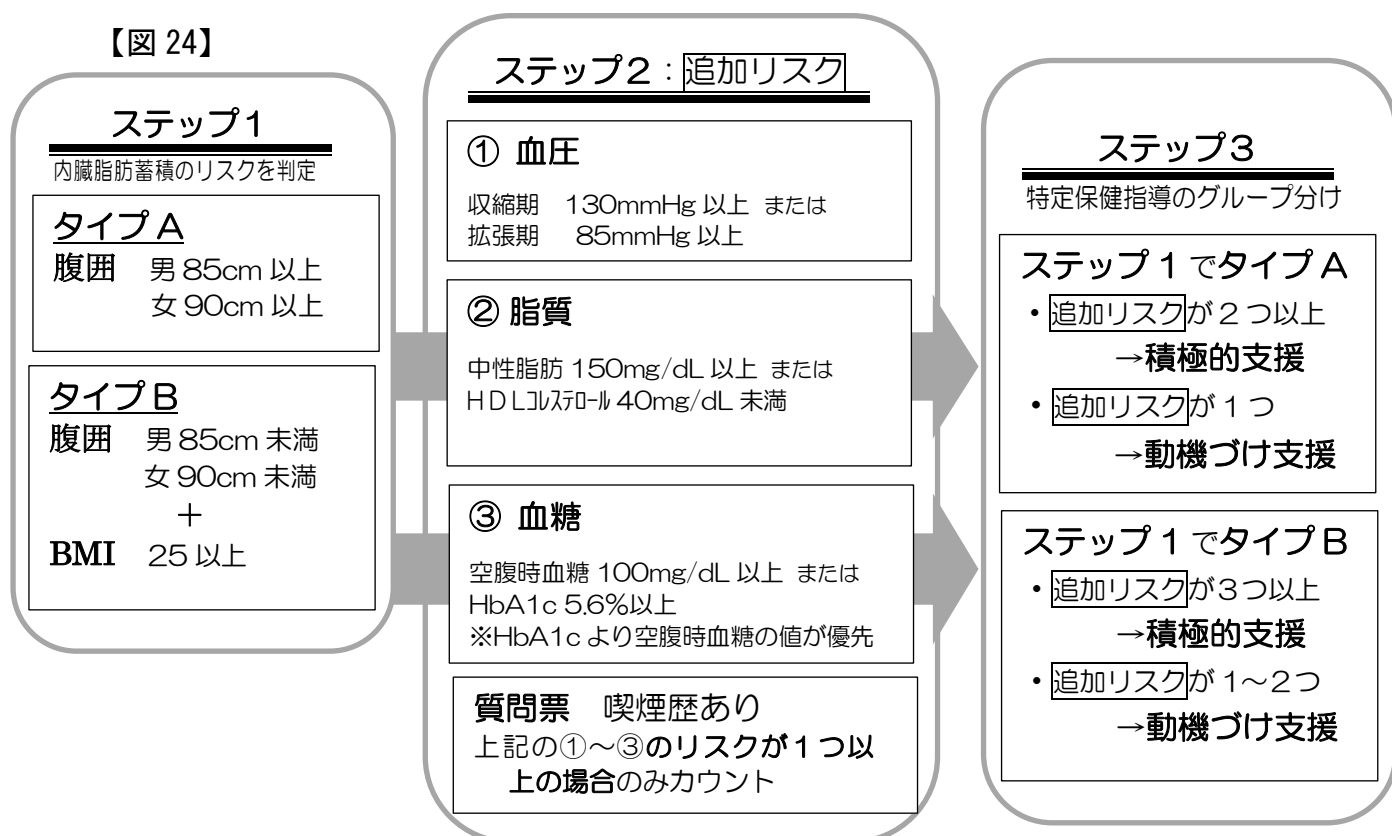 【図 24】
ステップ1
内臓脂肪蓄積のリスクを判定
タイプA
腹囲 男 85cm 以上
女 90cm 以上
タイプB
腹囲 男 85cm 未満
女 90cm 未満
+
BMI 25 以上
ステップ2：追加リスク
① 血圧
収縮期 130mmHg 以上 または
拡張期 85mmHg 以上
② 脂質
中性脂肪 150mg/dL 以上 または
HDLコレステロール 40mg/dL 未満
③ 血糖
空腹時血糖 100mg/dL 以上 または
HbA1c 5.6%以上
※HbA1c より空腹時血糖の値が優先
質問票 喫煙歴あり
上記の①～③のリスクが1つ以
上の場合のみカウント
ステップ3
特定保健指導のグループ分け
ステップ1でタイプA
・追加リスクが2つ以上
→積極的支援
・追加リスクが1つ
→動機づけ支援
ステップ1でタイプB
・追加リスクが3つ以上
→積極的支援
・追加リスクが1～2つ
→動機づけ支援